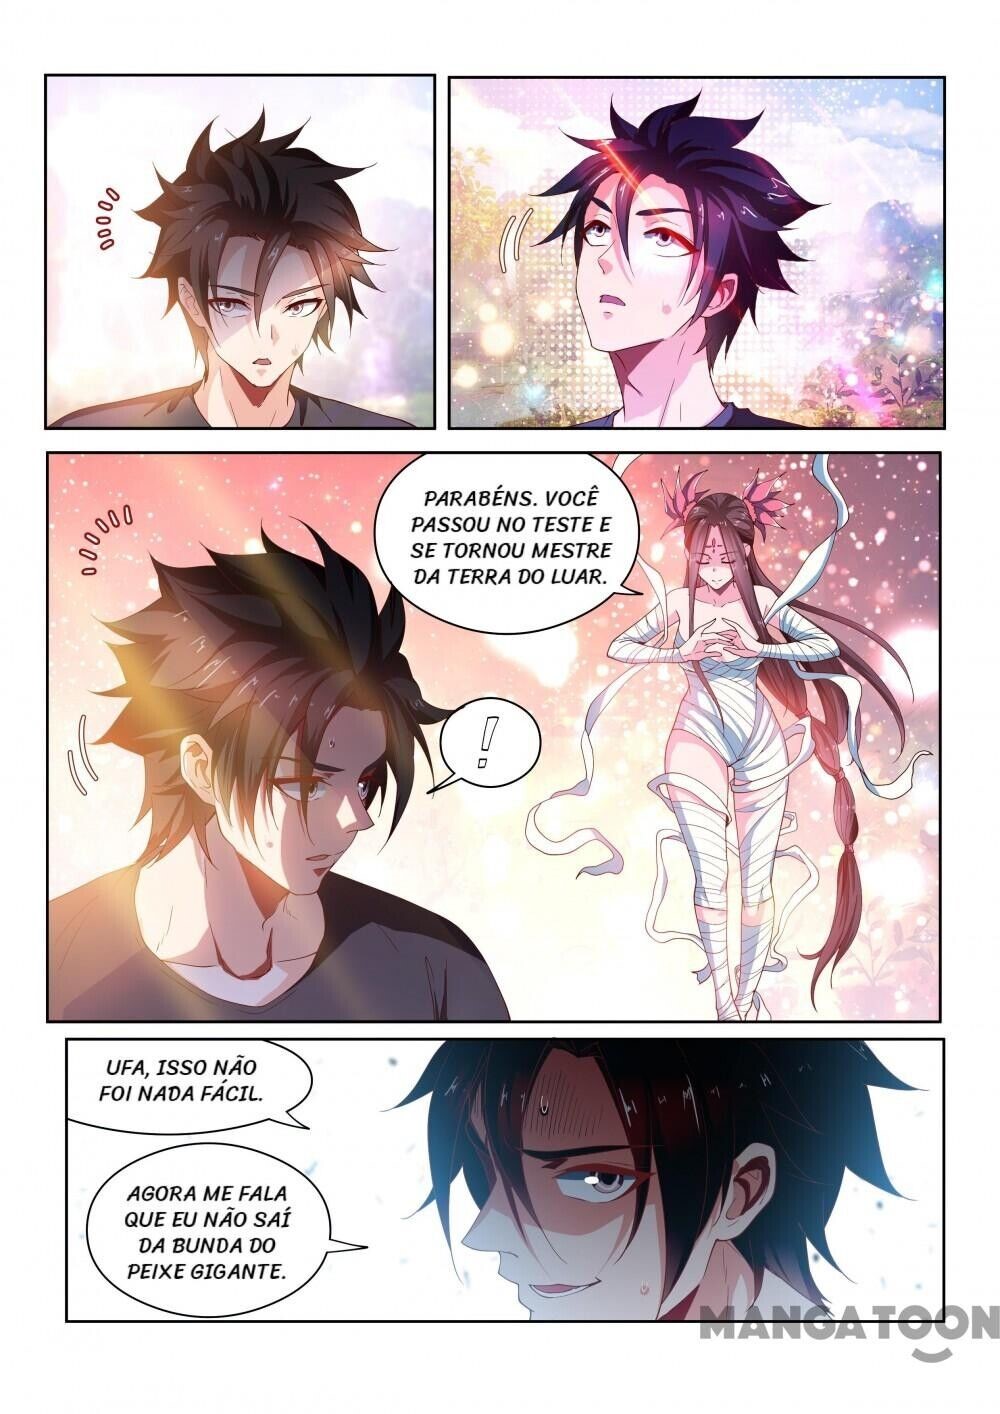 PARABÉNS. VOCÊ
PASSOU NO TESTE E
SE TORNOU MESTRE
DA TERRA DO LUAR.
!
UFA, ISSO NÃO
FOI NADA FÁCIL.
AGORA ME FALA
QUE EU NÃO SAÍ
DA BUNDA DO
PEIXE GIGANTE.
MANGATOON